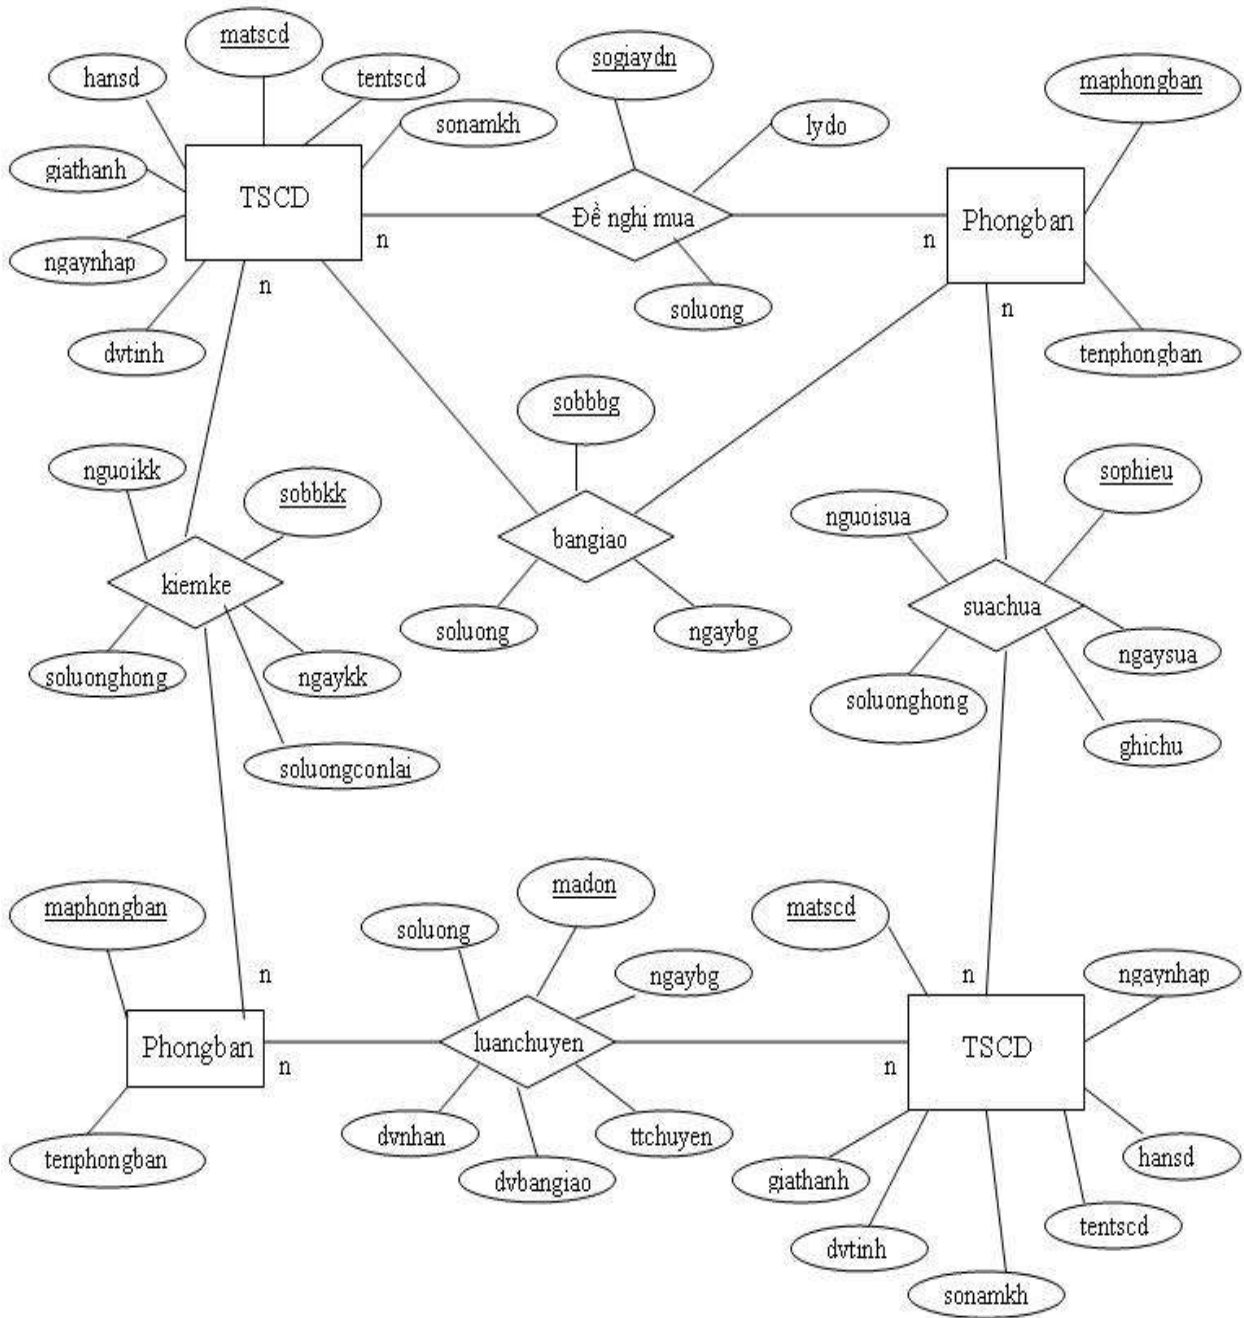 matscd
hansd
tentscd
sogiaydn
maphongban
sonamkh
lydo
giathanh
TSCD
Đề nghị mua
Phongban
n
n
ngaynhap
n
soluong
n
dvtinh
tenphongban
sobbbg
nguoikk
sobbkk
sophieu
nguoisua
bangiao
kiemke
suachua
soluong
ngaybg
ngaysua
soluonghong
ngaykk
soluonghong
ghichu
soluongconlai
madon
maphongban
matscd
soluong
n
ngaybg
n
ngaynhap
Phongban
luanchuyen
TSCD
n
n
dvnhan
ttchuyen
tenphongban
hansd
dvbangiao
giathanh
tentscd
dvtinh
sonamkh